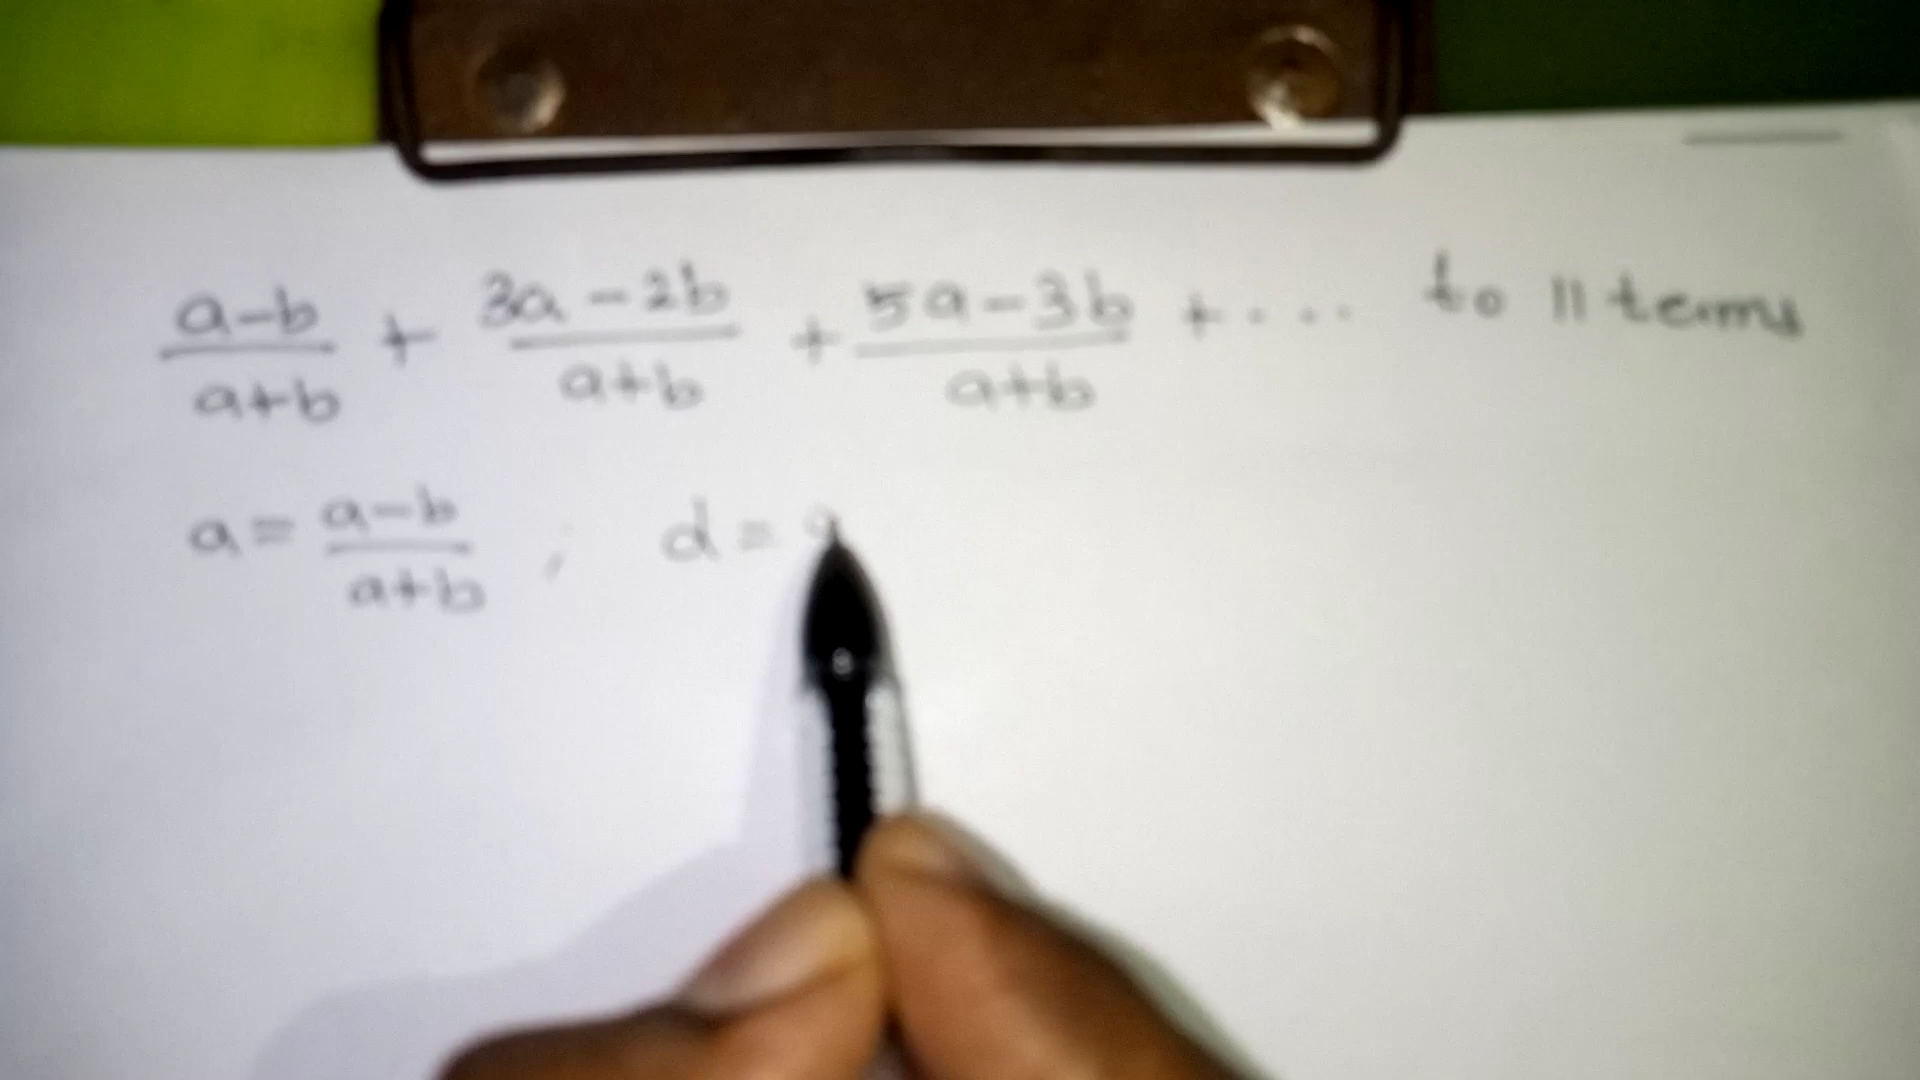 a-b/a+b + 3a-2b/a+b + 5a-3b/a+b + ... to 11 terms
a = a-b/a+b , d =